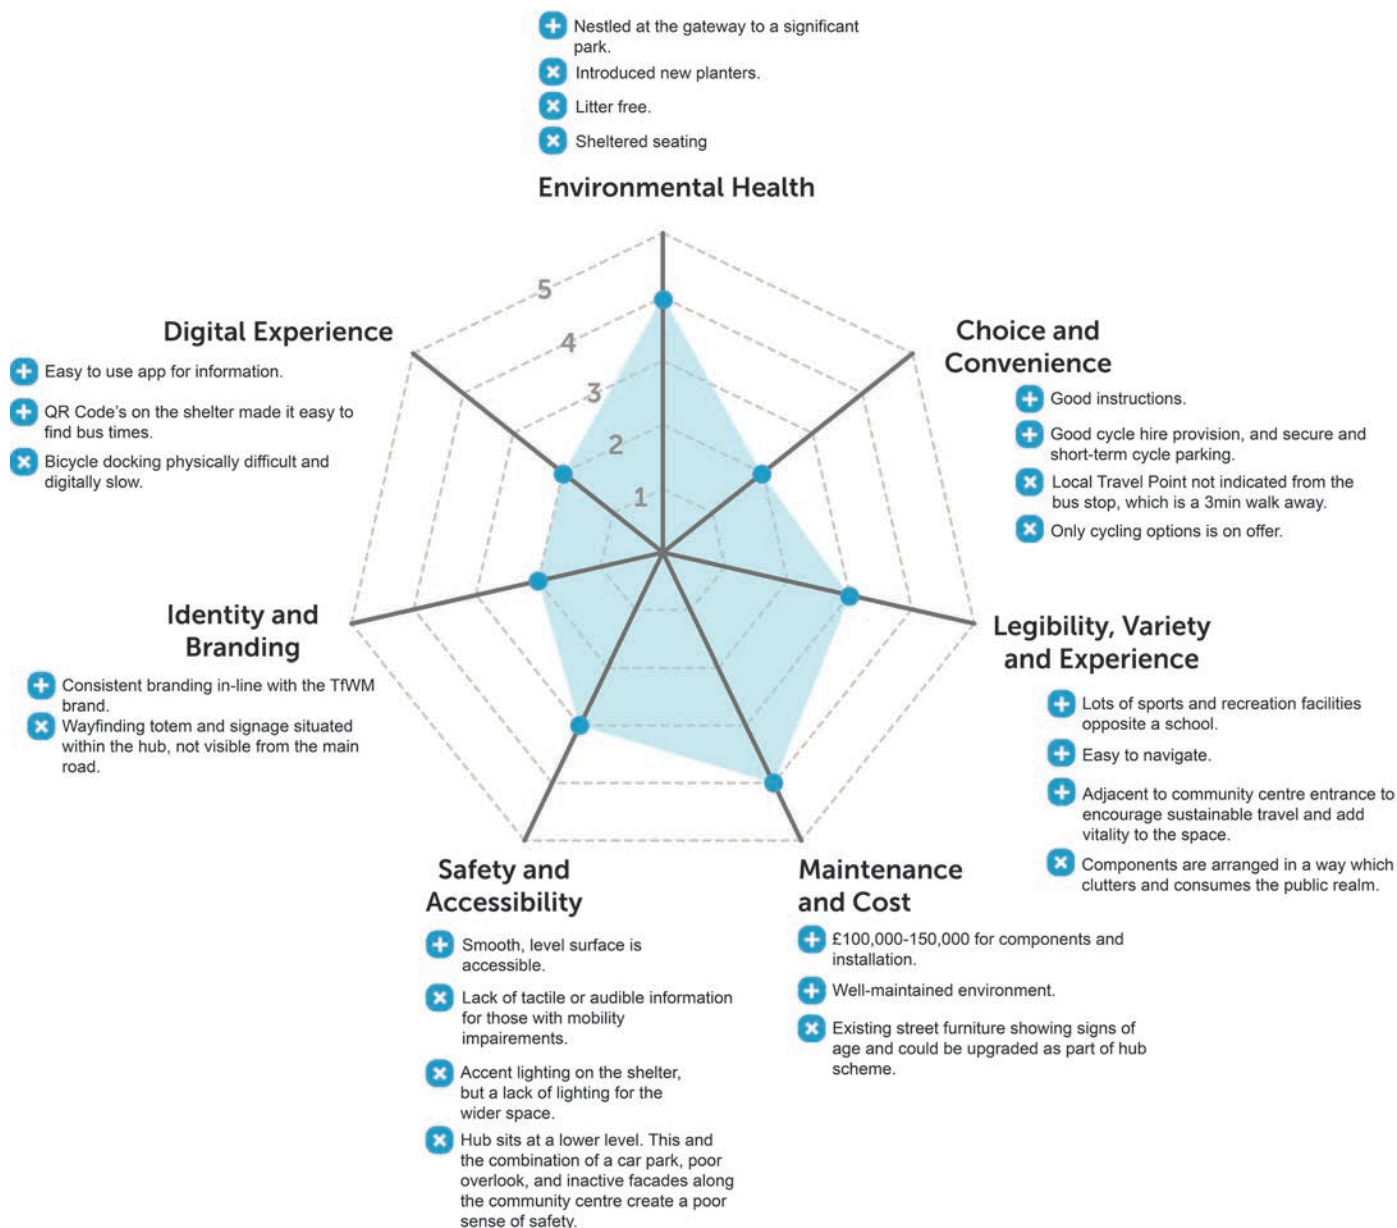 Nestled at the gateway to a significant
park.
Introduced new planters.
Litter free.
Sheltered seating
Environmental Health
5
4
3
2
1
Digital Experience
Easy to use app for information.
QR Code's on the shelter made it easy to
find bus times.
Bicycle docking physically difficult and
digitally slow.
Choice and
Convenience
Good instructions.
Good cycle hire provision, and secure and
short-term cycle parking.
Local Travel Point not indicated from the
bus stop, which is a 3min walk away.
Only cycling options is on offer.
Identity and
Branding
Consistent branding in-line with the TfWM
brand.
Wayfinding totem and signage situated
within the hub, not visible from the main
road.
Legibility, Variety
and Experience
Lots of sports and recreation facilities
opposite a school.
Easy to navigate.
Adjacent to community centre entrance to
encourage sustainable travel and add
vitality to the space.
Components are arranged in a way which
clutters and consumes the public realm.
Safety and
Accessibility
Smooth, level surface is
accessible.
Lack of tactile or audible information
for those with mobility
impairements.
Accent lighting on the shelter,
but a lack of lighting for the
wider space.
Hub sits at a lower level. This and
the combination of a car park, poor
overlook, and inactive facades along
the community centre create a poor
sense of safety.
Maintenance
and Cost
£100,000-150,000 for components and
installation.
Well-maintained environment.
Existing street furniture showing signs of
age and could be upgraded as part of hub
scheme.